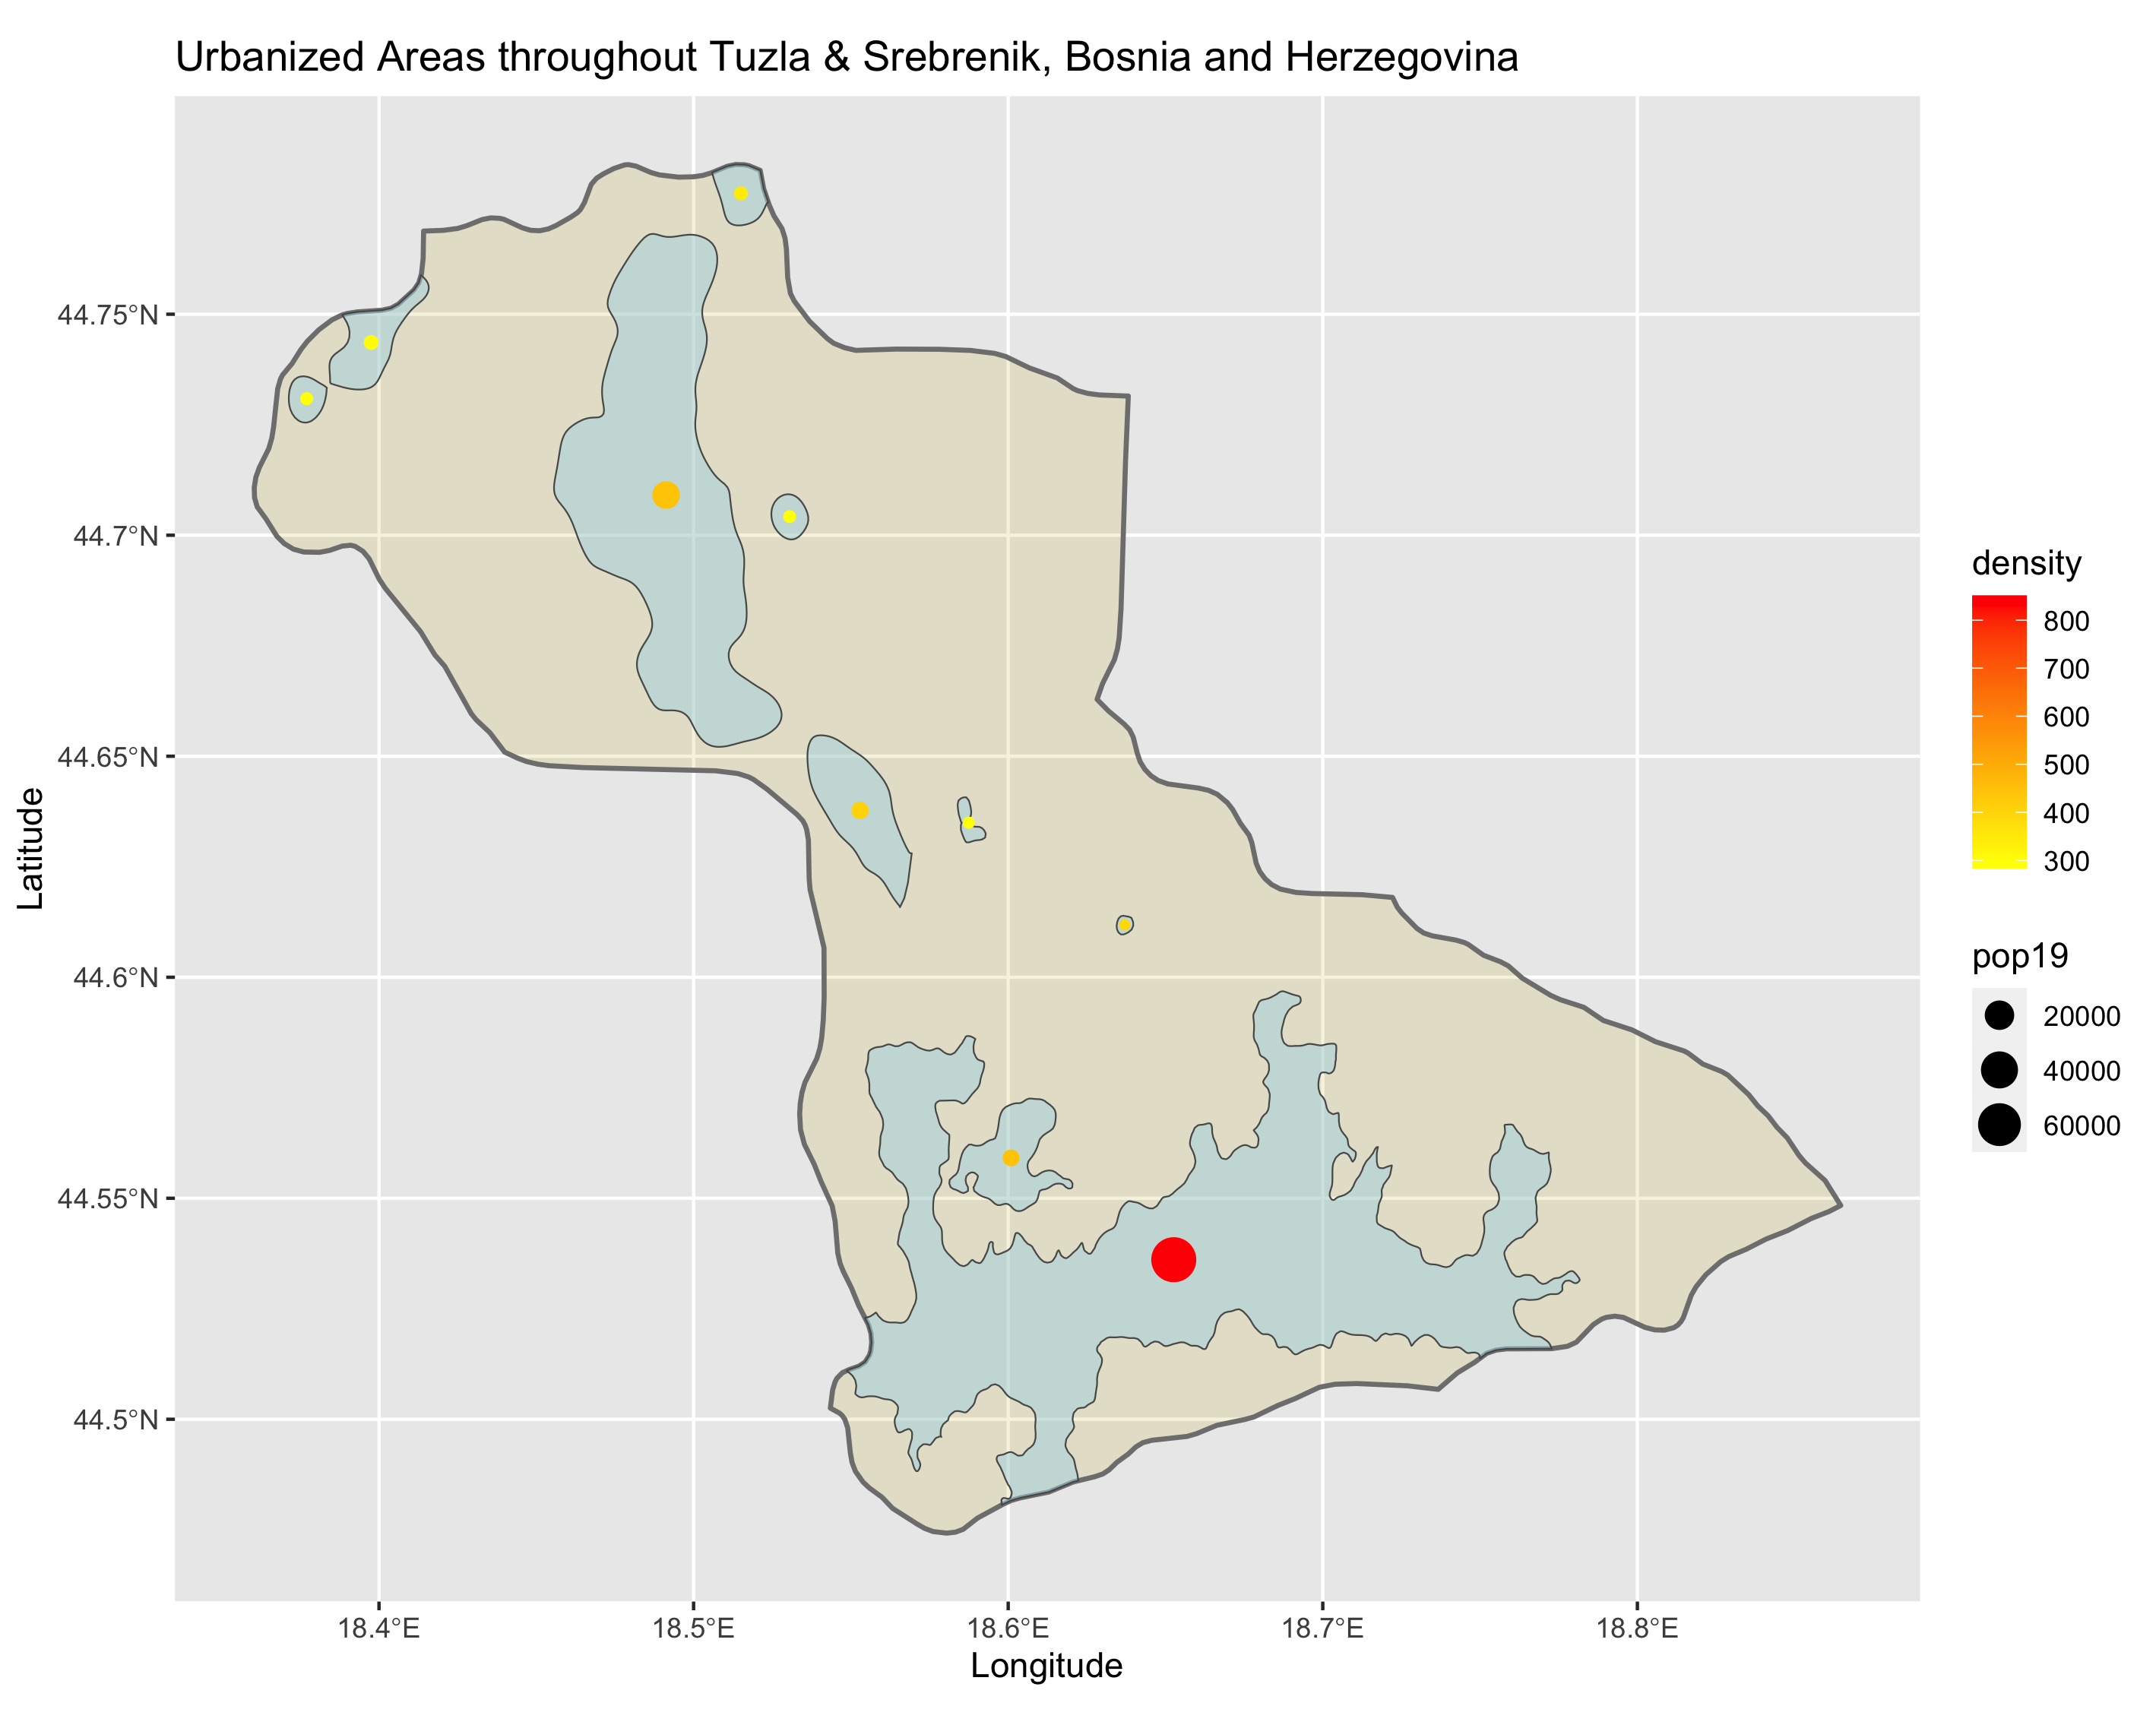 Urbanized Areas throughout Tuzla & Srebrenik, Bosnia and Herzegovina
44.75°N
44.7°N
44.65°N
44.6°N
44.55°N
44.5°N
Latitude
18.4°E
18.5°E
18.6°E
18.7°E
18.8°E
Longitude
density
800
700
600
500
400
300
pop19
20000
40000
60000